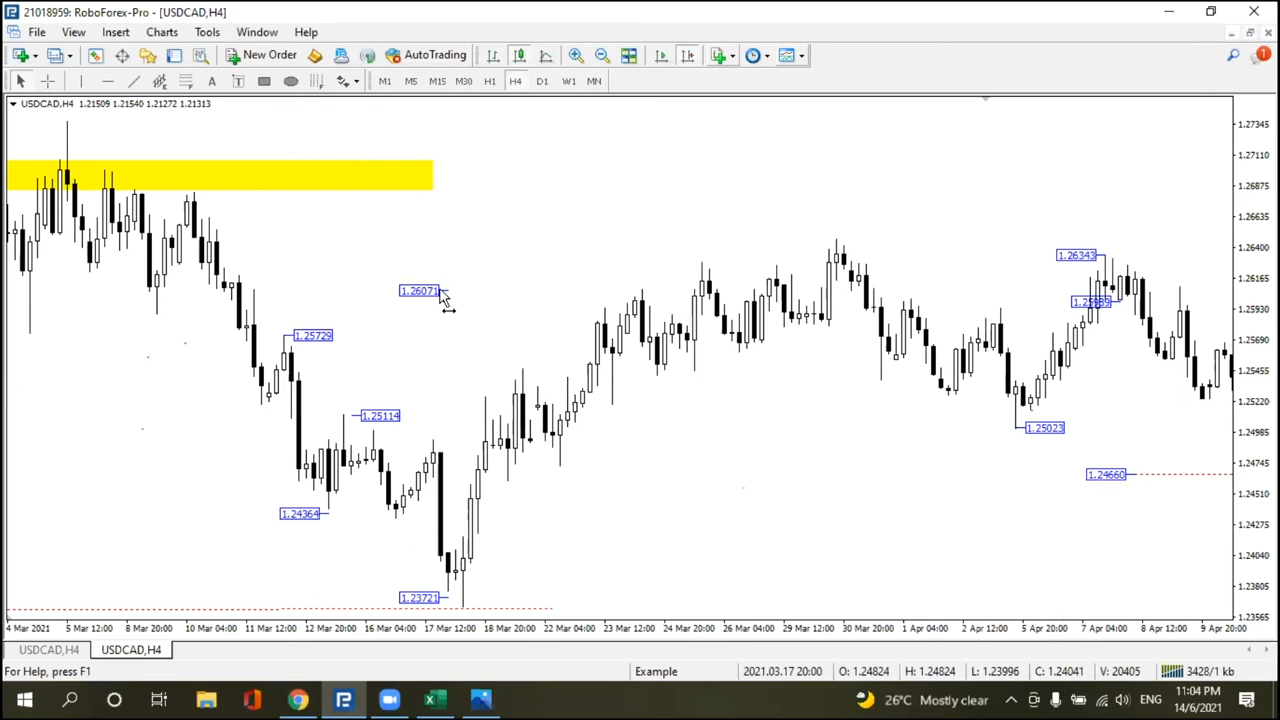 21018959: RoboForex-Pro - [USDCAD,H4]
File View Insert Charts Tools Window Help
New Order AutoTrading
A T M1 M5 M15 M30 H1 H4 D1 W1 MN
USDCAD,H4 1.21509 1.21540 1.21272 1.21313
1.27345
1.27110
1.26875
1.26635
1.26400
1.26165
1.25930
1.25690
1.25455
1.25220
1.24985
1.24745
1.24510
1.24275
1.24040
1.23805
1.23565
1.26343
1.26071
1.25729
1.25114
1.25023
1.24660
1.24364
1.23721
4 Mar 2021 5 Mar 12:00 8 Mar 20:00 10 Mar 04:00 11 Mar 12:00 12 Mar 20:00 16 Mar 04:00 17 Mar 12:00 18 Mar 20:00 22 Mar 04:00 23 Mar 12:00 24 Mar 20:00 26 Mar 04:00 29 Mar 12:00 30 Mar 20:00 1 Apr 04:00 2 Apr 12:00 5 Apr 20:00 7 Apr 04:00 8 Apr 12:00 9 Apr 20:00
USDCAD,H4 USDCAD,H4
For Help, press F1 Example 2021.03.17 20:00 O: 1.24824 H: 1.24824 L: 1.23996 C: 1.24041 V: 20405 3428/1 kb
26°C Mostly clear ENG 11:04 PM
14/6/2021